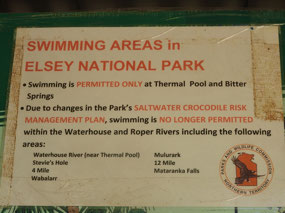 SWIMMING AREAS in
ELSEY NATIONAL PARK
• Swimming is PERMITTED ONLY at Thermal Pool and Bitter
Springs
• Due to changes in the Park's SALTWATER CROCODILE RISK
MANAGEMENT PLAN, swimming is NO LONGER PERMITTED
within the Waterhouse and Roper Rivers including the following
areas:
Waterhouse River (near Thermal Pool)
Stevie's Hole
4 Mile
Wabalarr
Mulurark
12 Mile
Mataranka Falls
PARKS AND WILDLIFE COMMISSION
NORTHERN TERRITORY